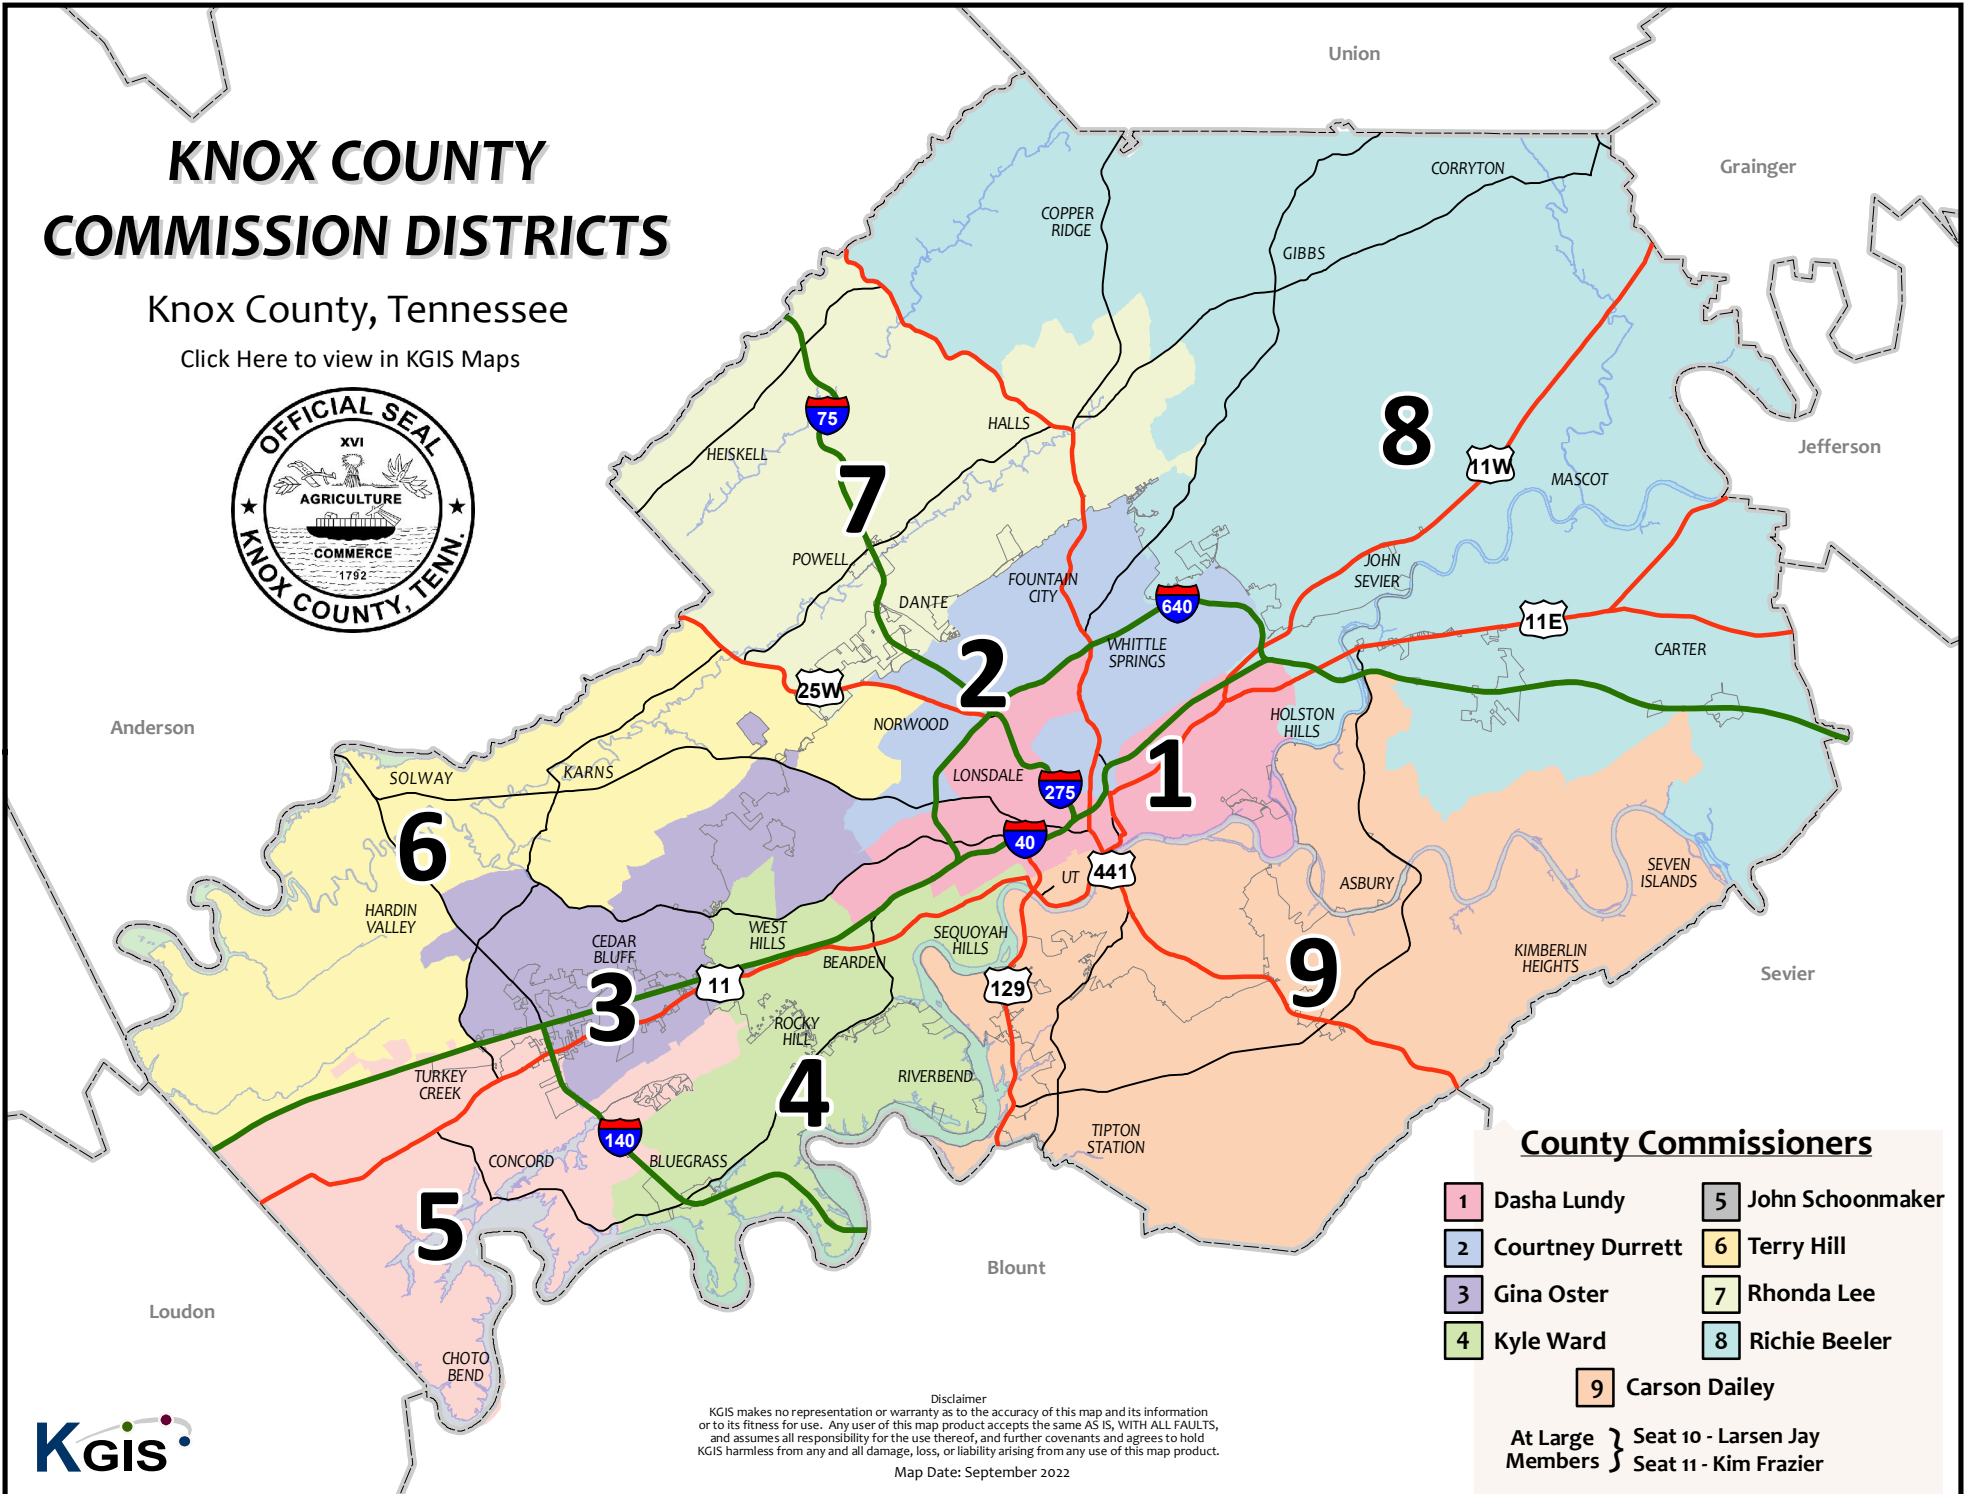 KNOX COUNTY
COMMISSION DISTRICTS
Knox County, Tennessee
Click Here to view in KGIS Maps
OFFICIAL SEAL
XVI
AGRICULTURE
COMMERCE
1792
KNOX COUNTY, TENN.
Union
Grainger
Jefferson
Sevier
Blount
Loudon
Anderson
CORRYTON
COPPER
RIDGE
GIBBS
HALLS
75
HEISKELL
7
8
11W
MASCOT
POWELL
DANTE
FOUNTAIN
CITY
JOHN
SEVIER
640
11E
WHITTLE
SPRINGS
CARTER
2
25W
NORWOOD
HOLSTON
HILLS
SOLWAY
KARNS
LONSDALE
275
1
6
40
441
UT
ASBURY
SEVEN
ISLANDS
HARDIN
VALLEY
CEDAR
BLUFF
WEST
HILLS
SEQUOYAH
HILLS
BEARDEN
KIMBERLIN
HEIGHTS
11
129
9
3
ROCKY
HILL
TURKEY
CREEK
4
RIVERBEND
140
TIPTON
STATION
CONCORD
BLUEGRASS
5
CHOTO
BEND
County Commissioners
1 Dasha Lundy
2 Courtney Durrett
3 Gina Oster
4 Kyle Ward
5 John Schoonmaker
6 Terry Hill
7 Rhonda Lee
8 Richie Beeler
9 Carson Dailey
At Large
Members
Seat 10 - Larsen Jay
Seat 11 - Kim Frazier
KGIS
Disclaimer
KGIS makes no representation or warranty as to the accuracy of this map and its information
or to its fitness for use. Any user of this map product accepts the same AS IS, WITH ALL FAULTS,
and assumes all responsibility for the use thereof, and further covenants and agrees to hold
KGIS harmless from any and all damage, loss, or liability arising from any use of this map product.
Map Date: September 2022